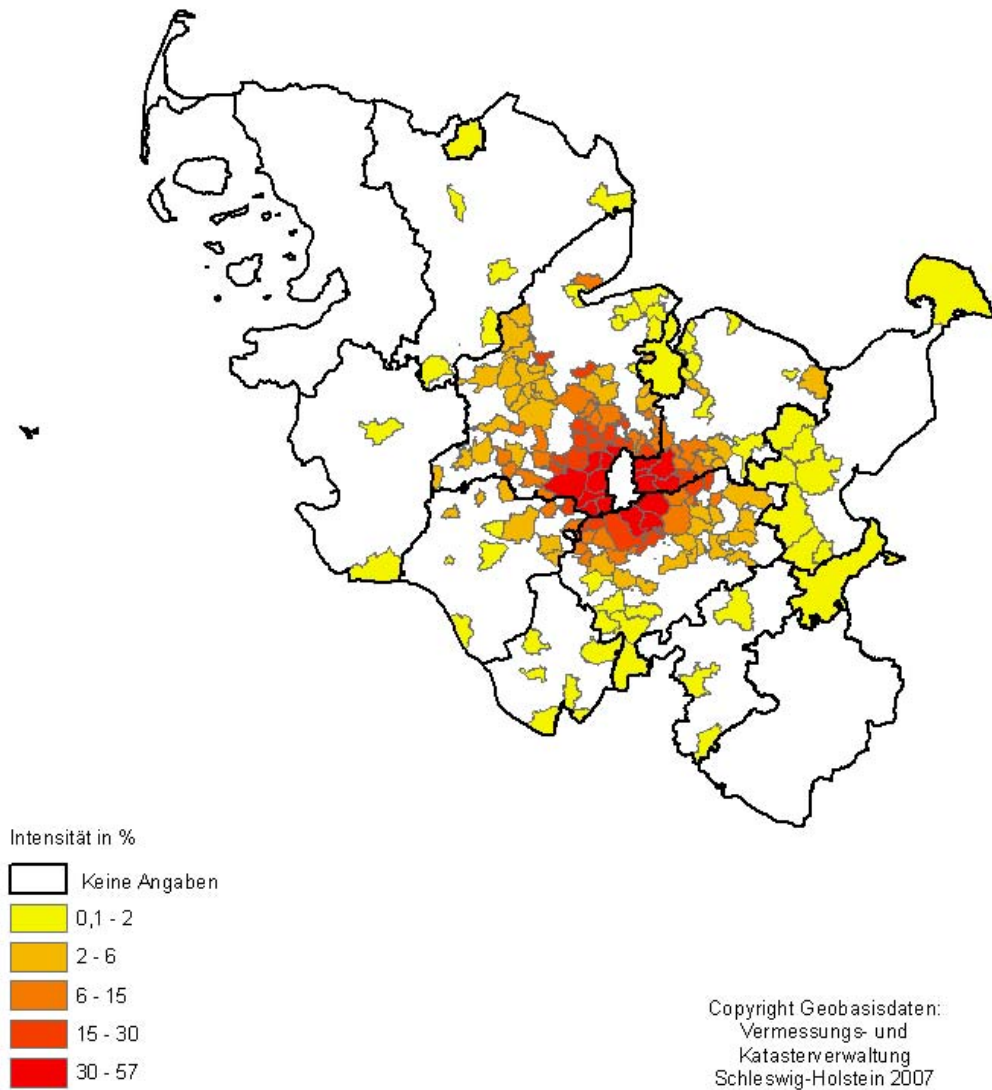 Intensität in %
Keine Angaben
0,1 - 2
2 - 6
6 - 15
15 - 30
30 - 57
Copyright Geobasisdaten:
Vermessungs- und
Katasterverwaltung
Schleswig-Holstein 2007